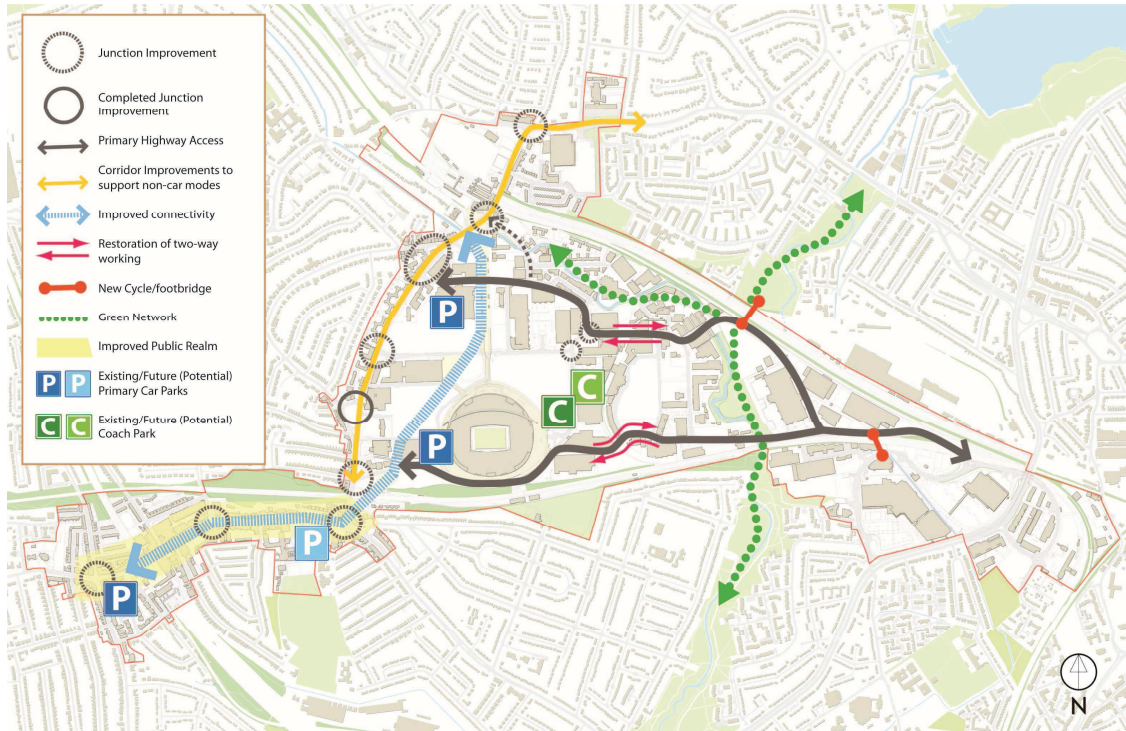 Junction Improvement
Completed Junction
Improvement
Primary Highway Access
Corridor Improvements to
support non-car modes
Improved connectivity
Restoration of two-way
working
New Cycle/footbridge
Green Network
Improved Public Realm
P P Existing/Future (Potential)
Primary Car Parks
C C Existing/Future (Potential)
Coach Park
P
C
C
P
P
P
N